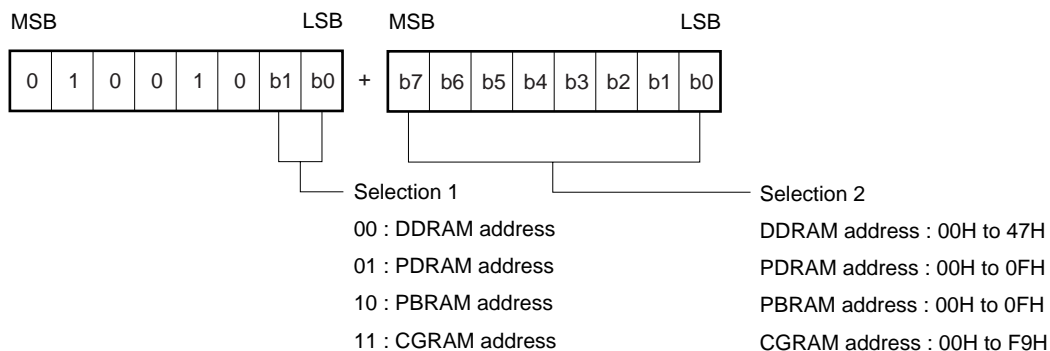 MSB LSB MSB LSB
0 1 0 0 1 0 b1 b0 + b7 b6 b5 b4 b3 b2 b1 b0
Selection 1 Selection 2
00 : DDRAM address DDRAM address : 00H to 47H
01 : PDRAM address PDRAM address : 00H to 0FH
10 : PBRAM address PBRAM address : 00H to 0FH
11 : CGRAM address CGRAM address : 00H to F9H